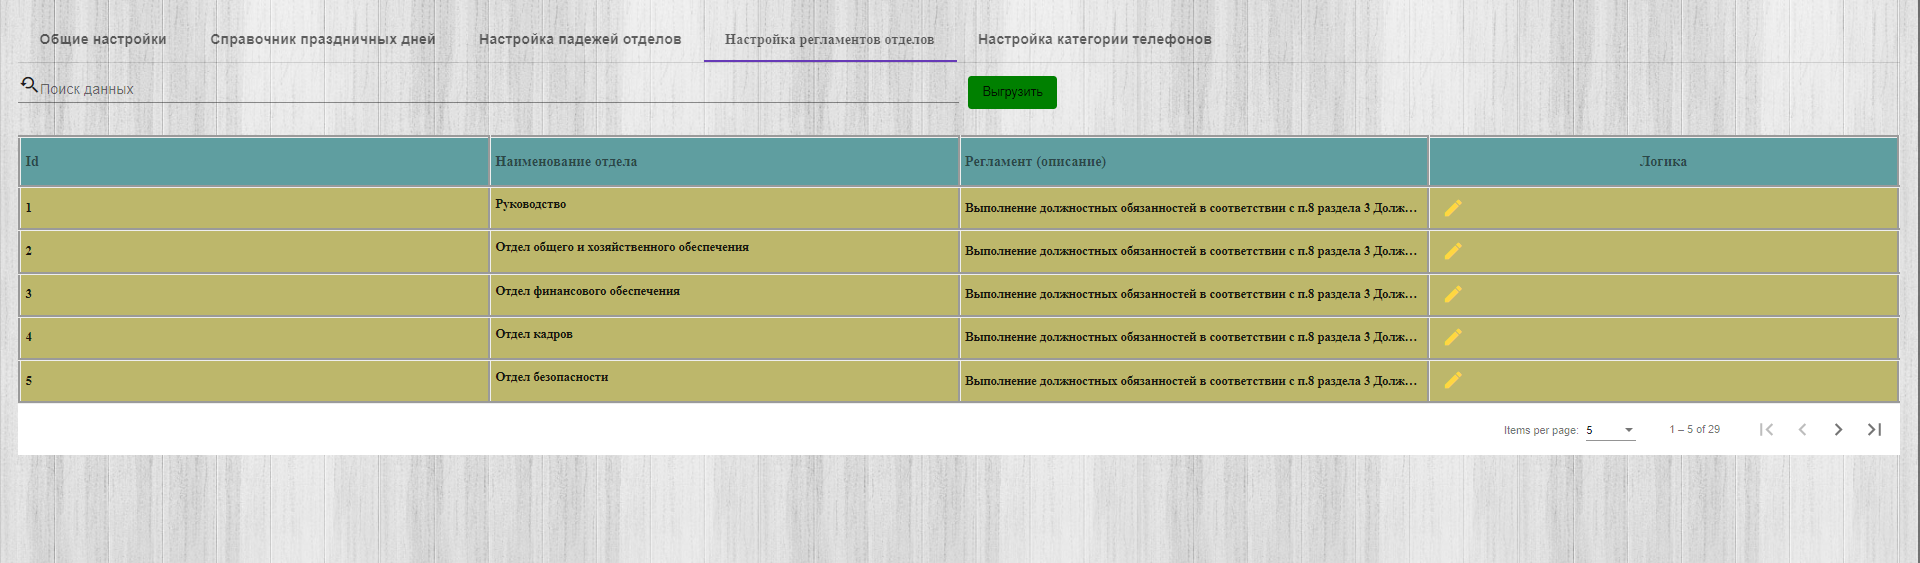 Общие настройки Справочник праздничных дней Настройка падежей отделов Настройка регламентов отделов Настройка категории телефонов
Поиск данных Выгрузить
Id Наименование отдела Регламент (описание) Логика
1 Руководство Выполнение должностных обязанностей в соответствии с п.8 раздела 3 Долж…
2 Отдел общего и хозяйственного обеспечения Выполнение должностных обязанностей в соответствии с п.8 раздела 3 Долж…
3 Отдел финансового обеспечения Выполнение должностных обязанностей в соответствии с п.8 раздела 3 Долж…
4 Отдел кадров Выполнение должностных обязанностей в соответствии с п.8 раздела 3 Долж…
5 Отдел безопасности Выполнение должностных обязанностей в соответствии с п.8 раздела 3 Долж…
Items per page: 5 1 – 5 of 29